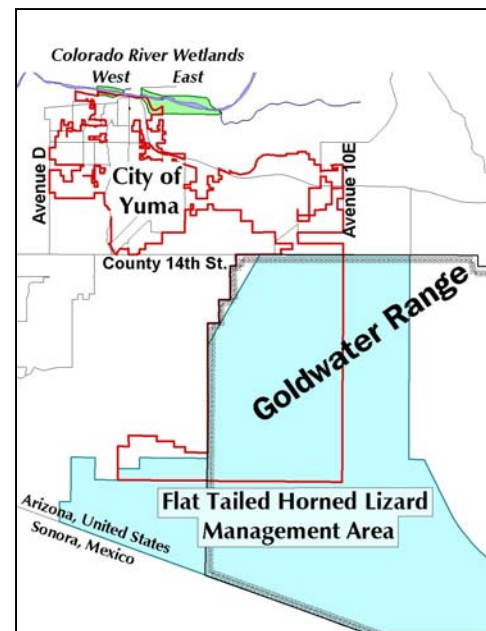 Colorado River Wetlands
West East
Avenue D
City of
Yuma
Avenue 10E
County 14th St.
Goldwater Range
Flat Tailed Horned Lizard
Management Area
Arizona, United States
Sonora, Mexico